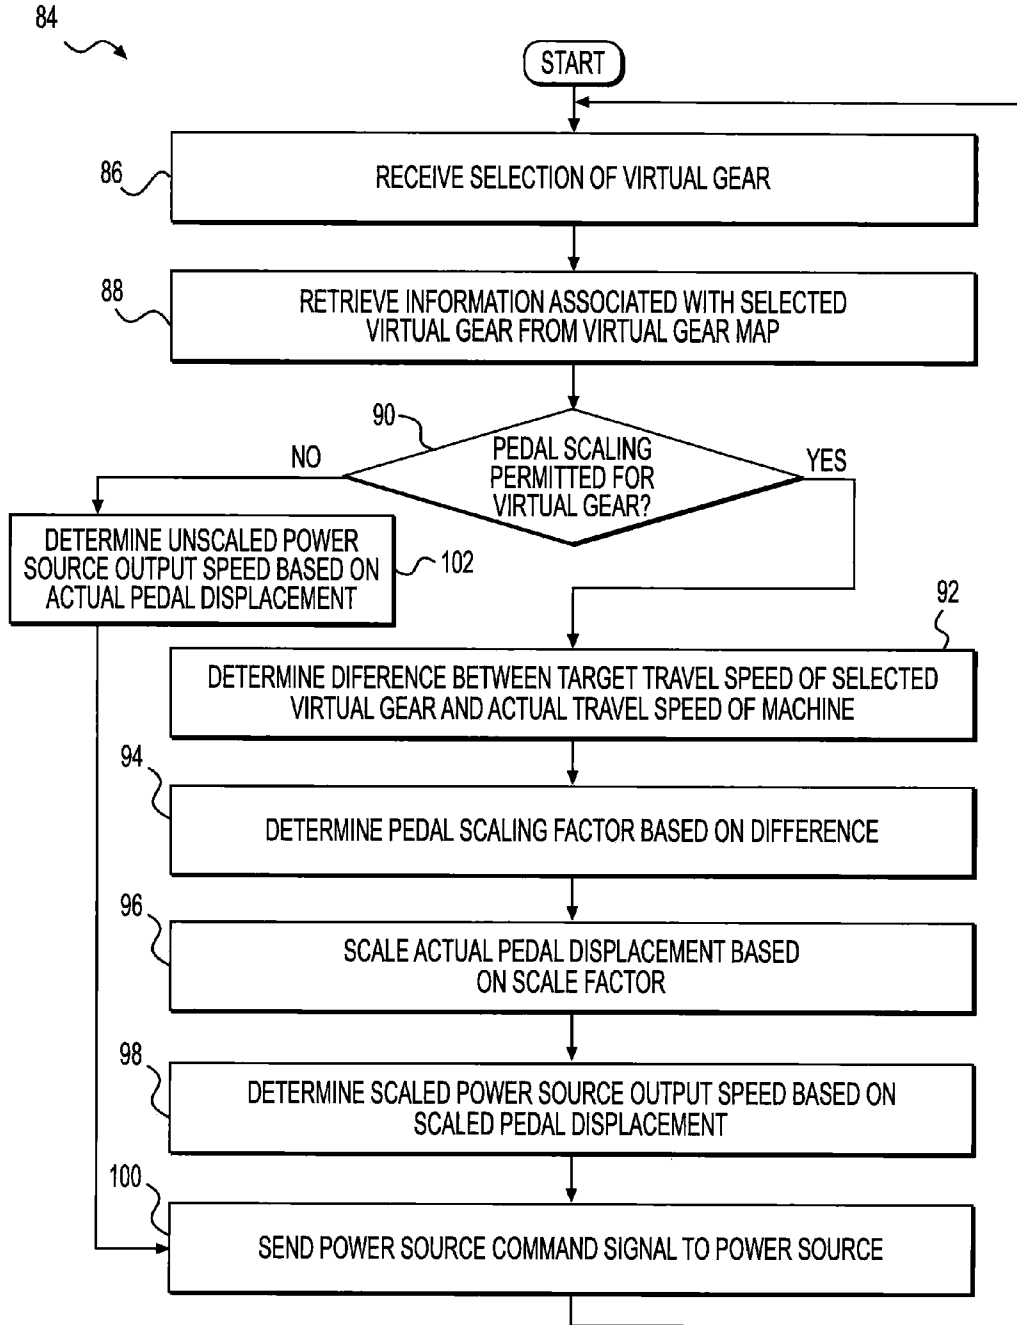 84
START
86
RECEIVE SELECTION OF VIRTUAL GEAR
88
RETRIEVE INFORMATION ASSOCIATED WITH SELECTED
VIRTUAL GEAR FROM VIRTUAL GEAR MAP
90
NO
PEDAL SCALING
PERMITTED FOR
VIRTUAL GEAR?
YES
DETERMINE UNSCALED POWER
SOURCE OUTPUT SPEED BASED ON
ACTUAL PEDAL DISPLACEMENT
102
92
DETERMINE DIFERENCE BETWEEN TARGET TRAVEL SPEED OF SELECTED
VIRTUAL GEAR AND ACTUAL TRAVEL SPEED OF MACHINE
94
DETERMINE PEDAL SCALING FACTOR BASED ON DIFFERENCE
96
SCALE ACTUAL PEDAL DISPLACEMENT BASED
ON SCALE FACTOR
98
DETERMINE SCALED POWER SOURCE OUTPUT SPEED BASED ON
SCALED PEDAL DISPLACEMENT
100
SEND POWER SOURCE COMMAND SIGNAL TO POWER SOURCE